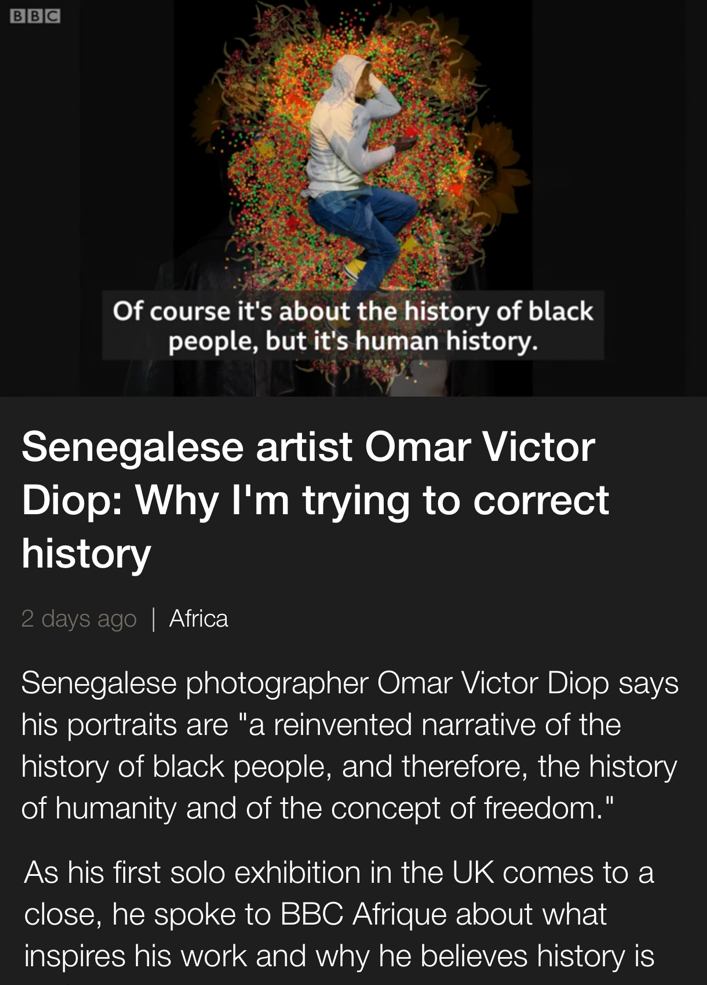 BBC
Of course it's about the history of black
people, but it's human history.
Senegalese artist Omar Victor
Diop: Why I'm trying to correct
history
2 days ago | Africa
Senegalese photographer Omar Victor Diop says
his portraits are "a reinvented narrative of the
history of black people, and therefore, the history
of humanity and of the concept of freedom."
As his first solo exhibition in the UK comes to a
close, he spoke to BBC Afrique about what
inspires his work and why he believes history is